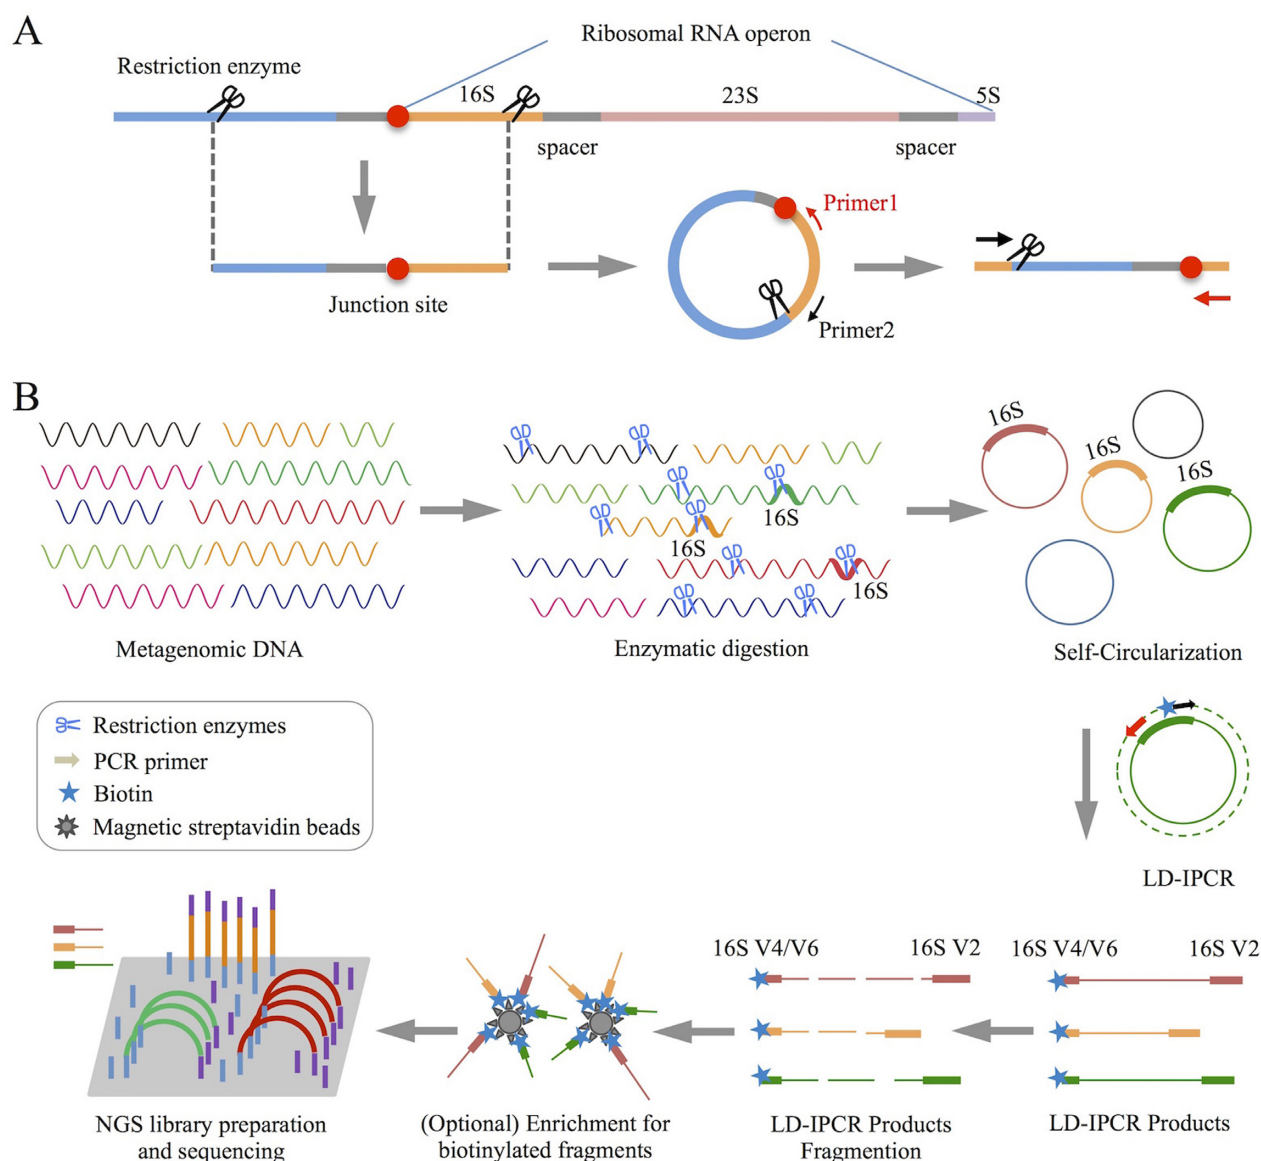 A
Ribosomal RNA operon
Restriction enzyme
16S
23S
5S
spacer
spacer
Primer1
Junction site
Primer2
B
16S
16S
16S
16S
16S
16S
Metagenomic DNA
Enzymatic digestion
Self-Circularization
Restriction enzymes
PCR primer
Biotin
Magnetic streptavidin beads
LD-IPCR
16S V4/V6
16S V2
16S V4/V6
16S V2
NGS library preparation
and sequencing
(Optional) Enrichment for
biotinylated fragments
LD-IPCR Products
Fragmention
LD-IPCR Products